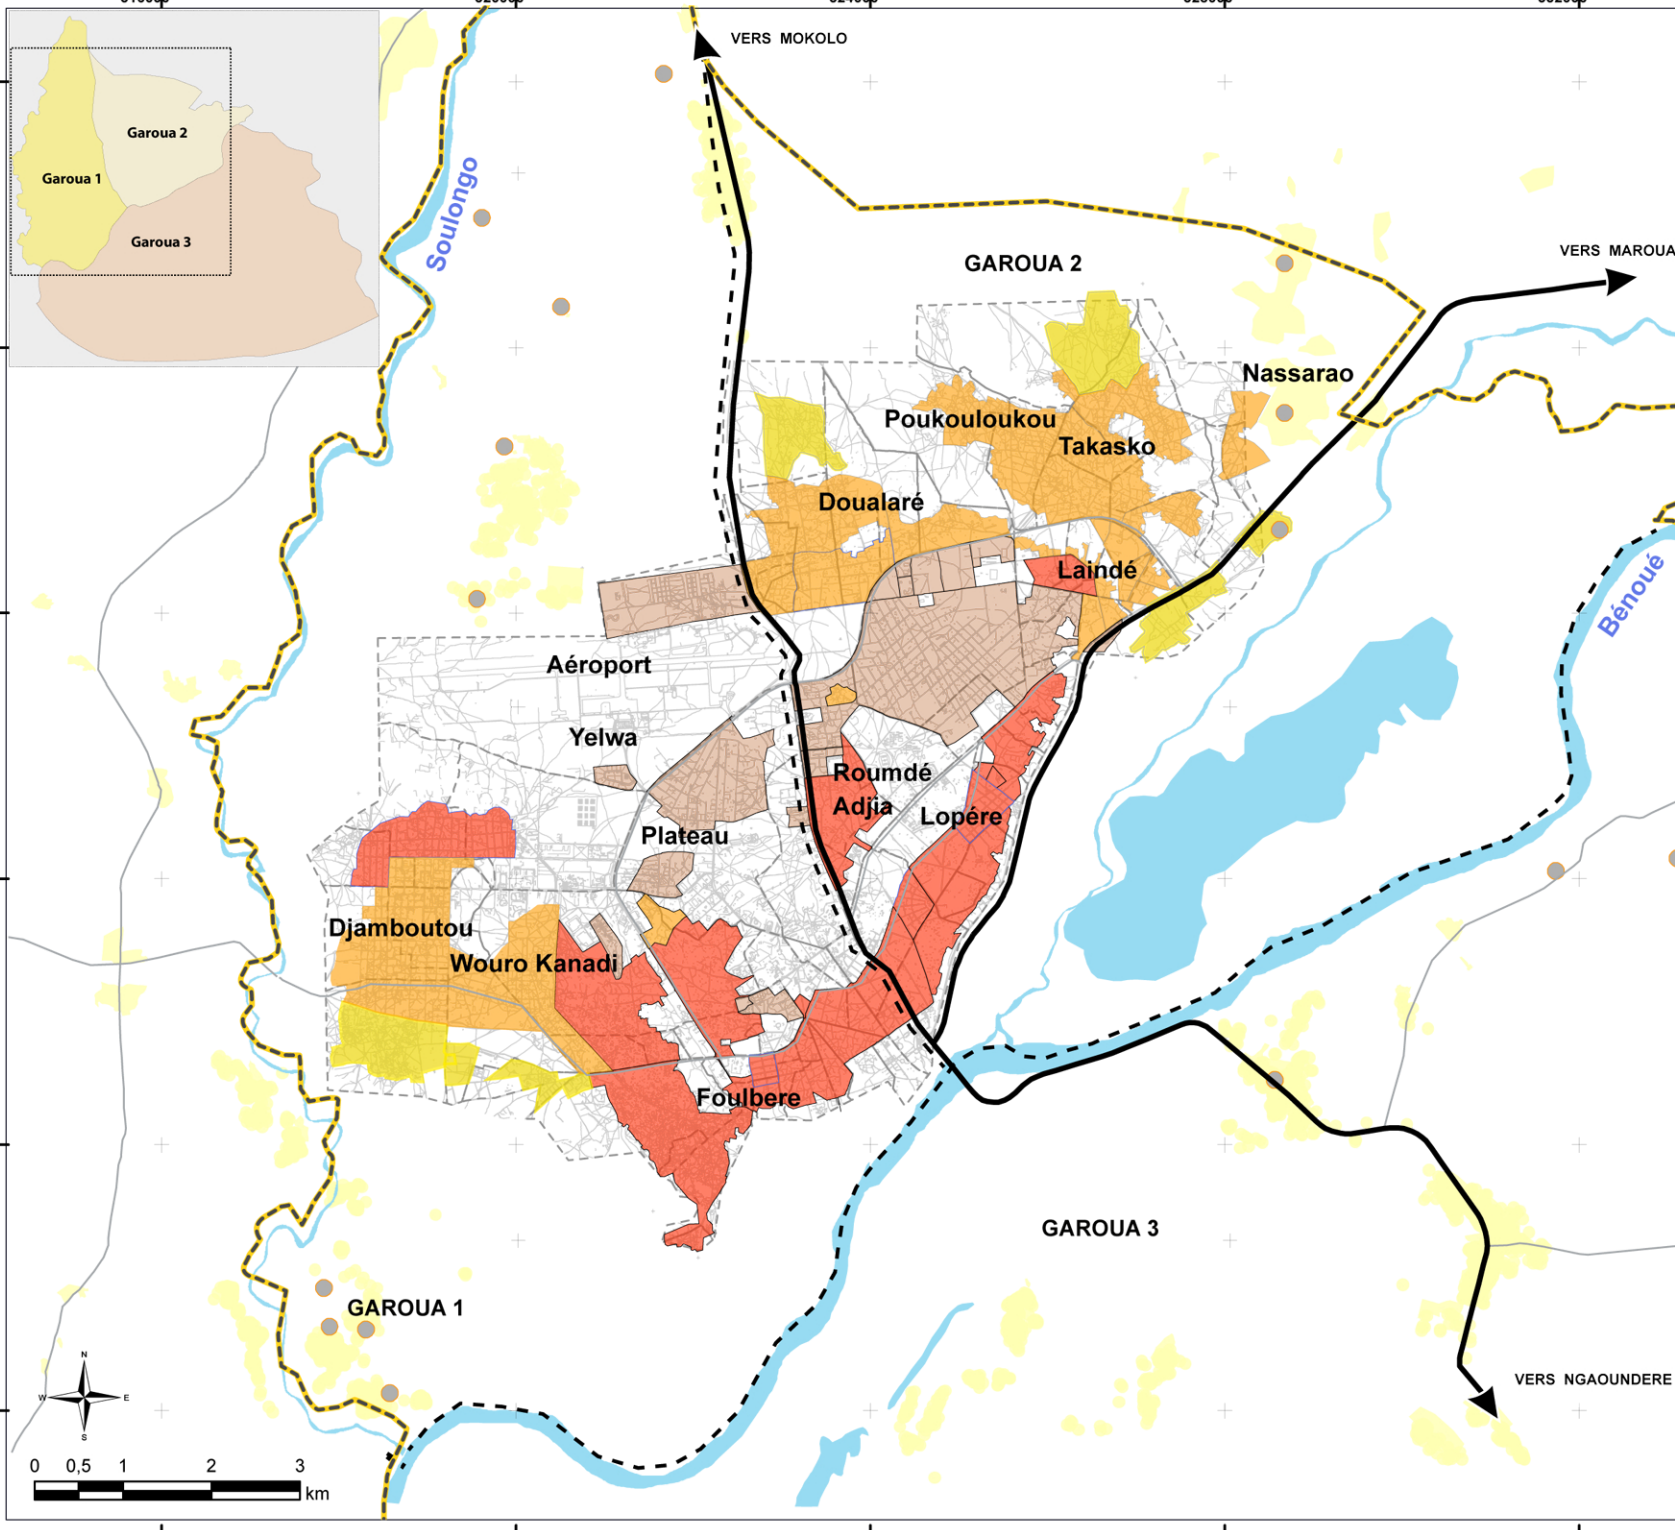 VERS MOKOLO
Garoua 2
Garoua 1
Garoua 3
Soulongo
GAROUA 2
VERS MAROUA
Nassarao
Poukouloukou
Takasko
Doualaré
Laindé
Bénoué
Aéroport
Yelwa
Roumdé
Adjia
Lopére
Plateau
Djamboutou
Wouro Kanadi
Foulbere
GAROUA 3
GAROUA 1
VERS NGAOUNDERE
N
W
E
S
0 0,5 1 2 3
km